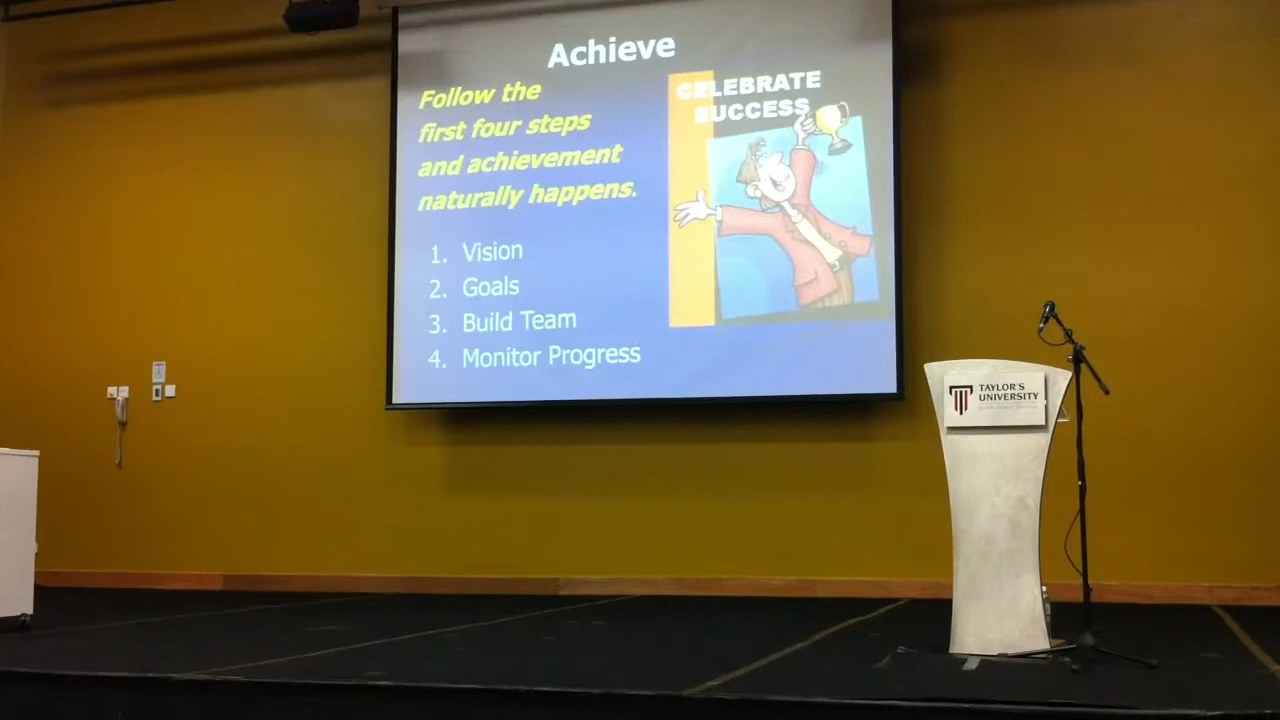 Achieve
Follow the
first four steps
and achievement
naturally happens.
1. Vision
2. Goals
3. Build Team
4. Monitor Progress
CELEBRATE
SUCCESS
TAYLOR'S
UNIVERSITY